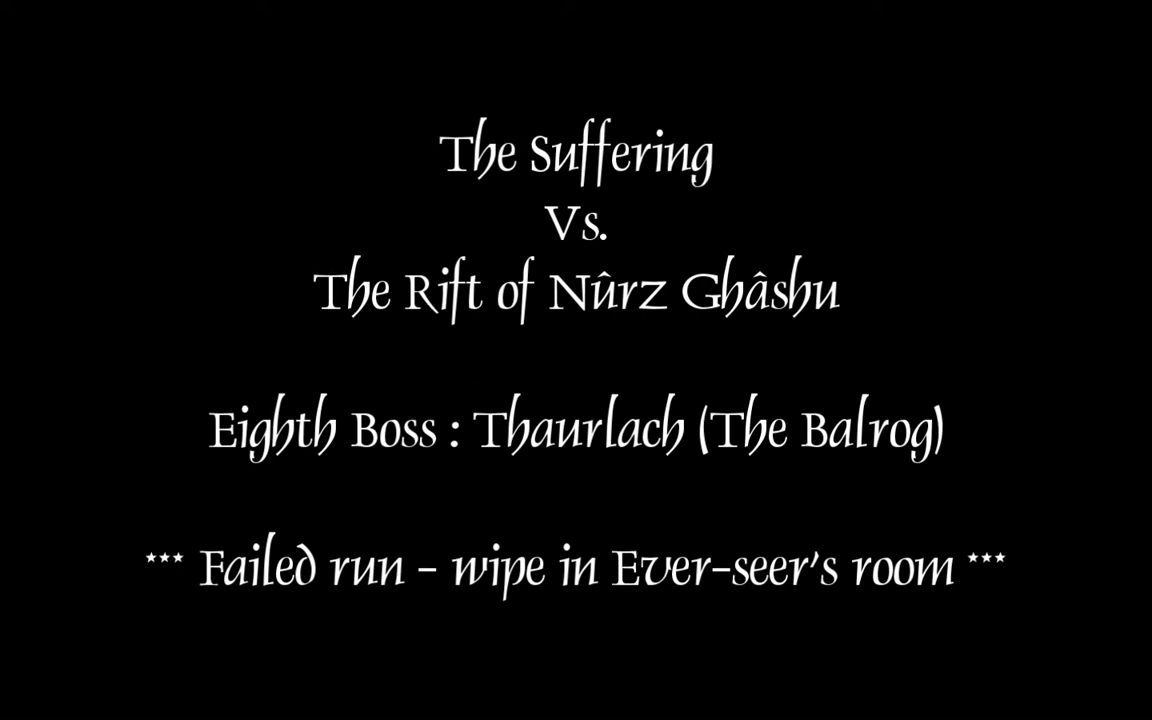 The Suffering
Vs.
The Rift of Nûrz Ghâshu
Eighth Boss : Thaurlach (The Balrog)
*** Failed run - wipe in Ever-seer's room ***